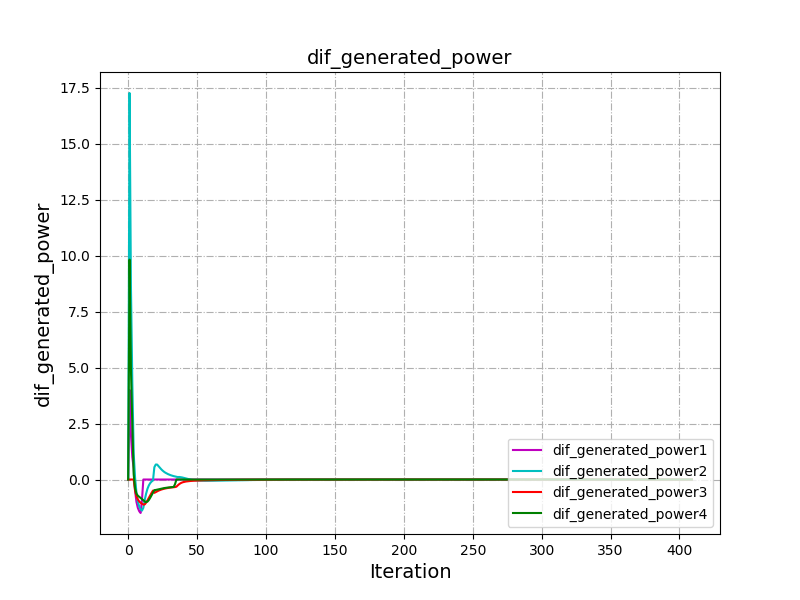 dif_generated_power
dif_generated_power
17.5
15.0
12.5
10.0
7.5
5.0
2.5
0.0
0
50
100
150
200
250
300
350
400
Iteration
dif_generated_power1
dif_generated_power2
dif_generated_power3
dif_generated_power4